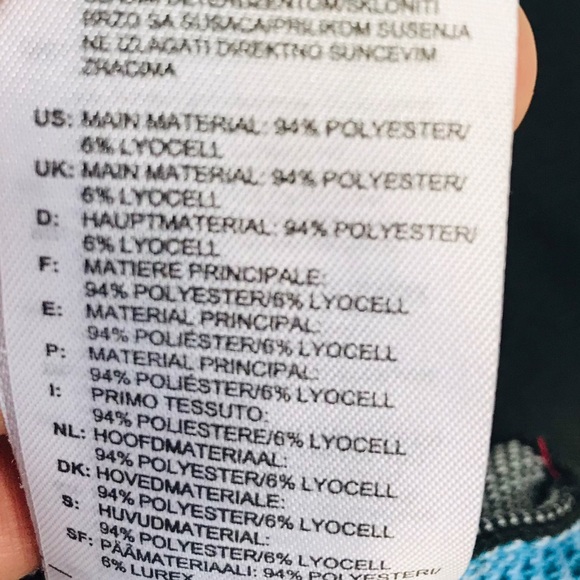 BRZO SA SUSAČA/PRILIKOM SUSENJA
NE IZLAGATI DIREKTNO SUNCEVIM
ZRACIMA
US: MAIN MATERIAL: 94% POLYESTER/
6% LYOCELL
UK: MAIN MATERIAL: 94% POLYESTER/
6% LYOCELL
D: HAUPTMATERIAL: 94% POLYESTER/
6% LYOCELL
F: MATIERE PRINCIPALE:
94% POLYESTER/6% LYOCELL
E: MATERIAL PRINCIPAL:
94% POLIÉSTER/6% LYOCELL
P: MATERIAL PRINCIPAL:
94% POLIÉSTER/6% LYOCELL
I: PRIMO TESSUTO:
94% POLIESTERE/6% LYOCELL
NL: HOOFDMATERIAAL:
94% POLYESTER/6% LYOCELL
DK: HOVEDMATERIALE:
94% POLYESTER/6% LYOCELL
S: HUVUDMATERIAL:
94% POLYESTER/6% LYOCELL
SF: PÄÄMATERIAALI: 94% POLYESTERI/
6% LUREX